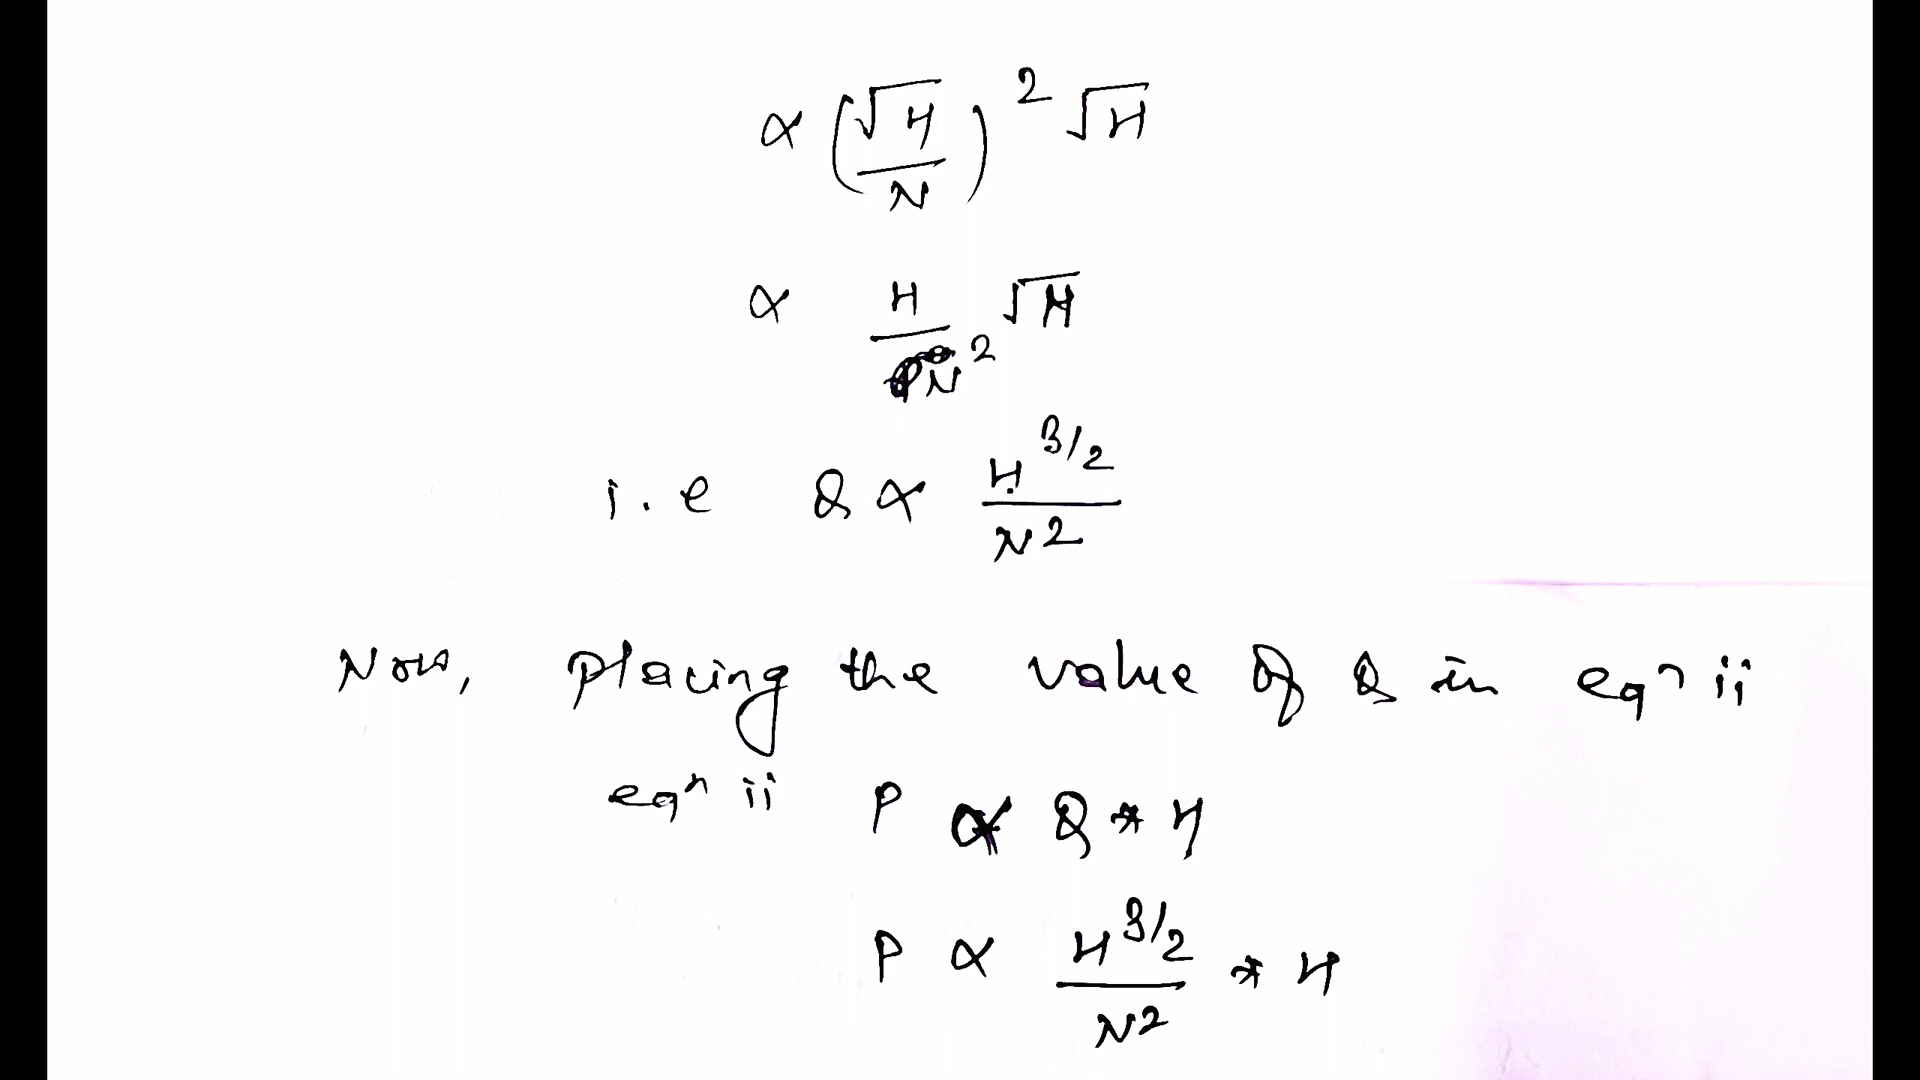 ∝ (√H / N)² √H
∝ H / N² √H
i.e Q ∝ H^3/2 / N²
Now, placing the value of Q in eqn ii
eqn ii P ∝ Q * H
P ∝ H^3/2 / N² * H